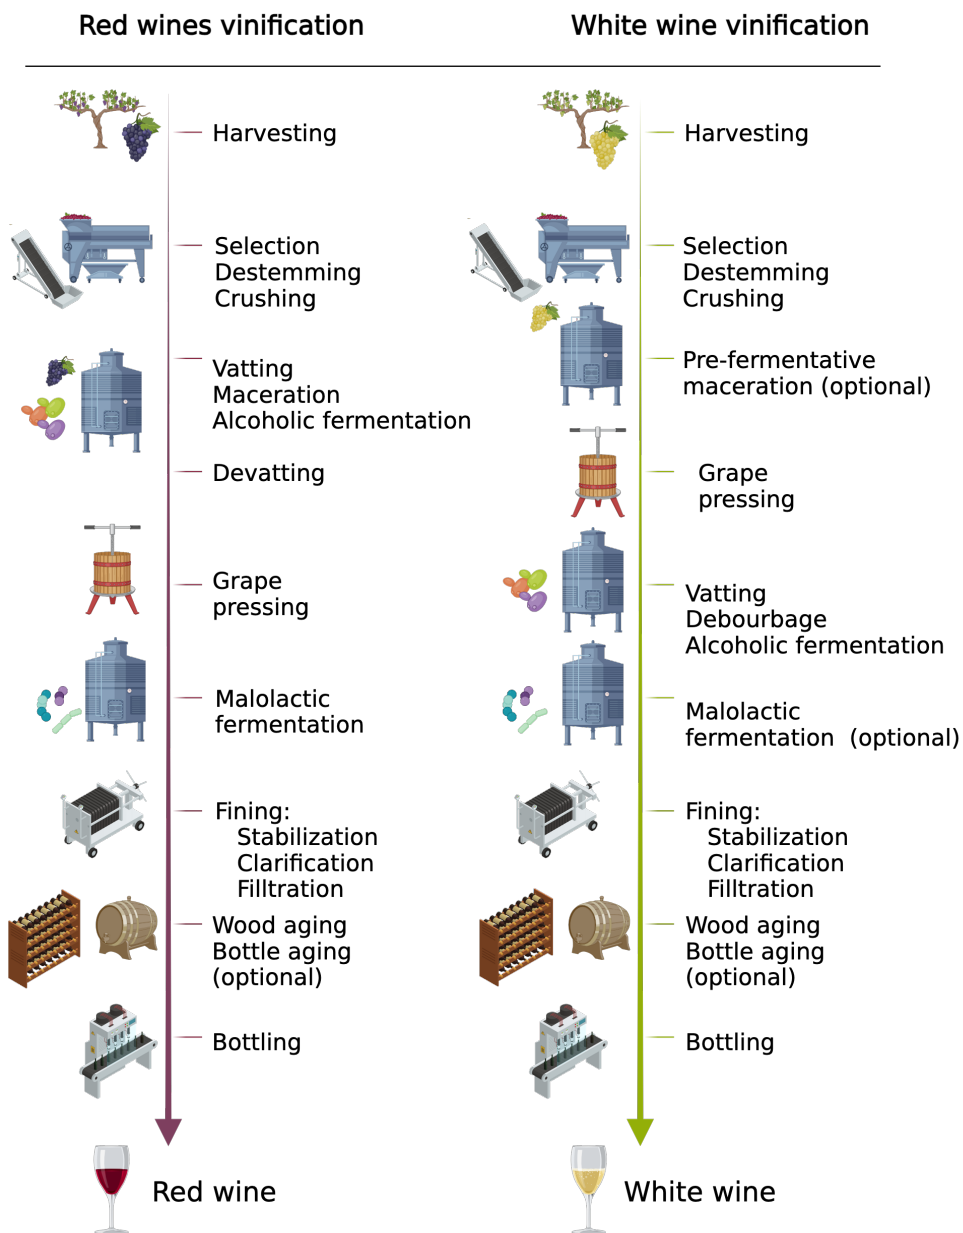 Red wines vinification
White wine vinification
Harvesting
Selection
Destemming
Crushing
Vatting
Maceration
Alcoholic fermentation
Devatting
Grape
pressing
Malolactic
fermentation
Fining:
Stabilization
Clarification
Filltration
Wood aging
Bottle aging
(optional)
Bottling
Red wine
Harvesting
Selection
Destemming
Crushing
Pre-fermentative
maceration (optional)
Grape
pressing
Vatting
Debourbage
Alcoholic fermentation
Malolactic
fermentation (optional)
Fining:
Stabilization
Clarification
Filltration
Wood aging
Bottle aging
(optional)
Bottling
White wine